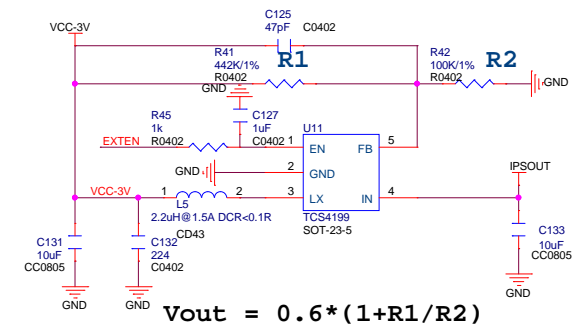 C125
47pF C0402
VCC-3V
R41
442K/1% R1
R0402
R42
100K/1% R2
R0402
GND
GND
R45
1k
R0402
EXTEN
C127
1uF
C0402
U11
1 EN FB 5
2 GND
3 LX IN 4
TCS4199
SOT-23-5
GND
IPSOUT
VCC-3V
1 2
L5
2.2uH@1.5A DCR<0.1R
CD43
C131
10uF
CC0805
C132
224
C0402
C133
10uF
CC0805
GND
GND
GND
Vout = 0.6*(1+R1/R2)